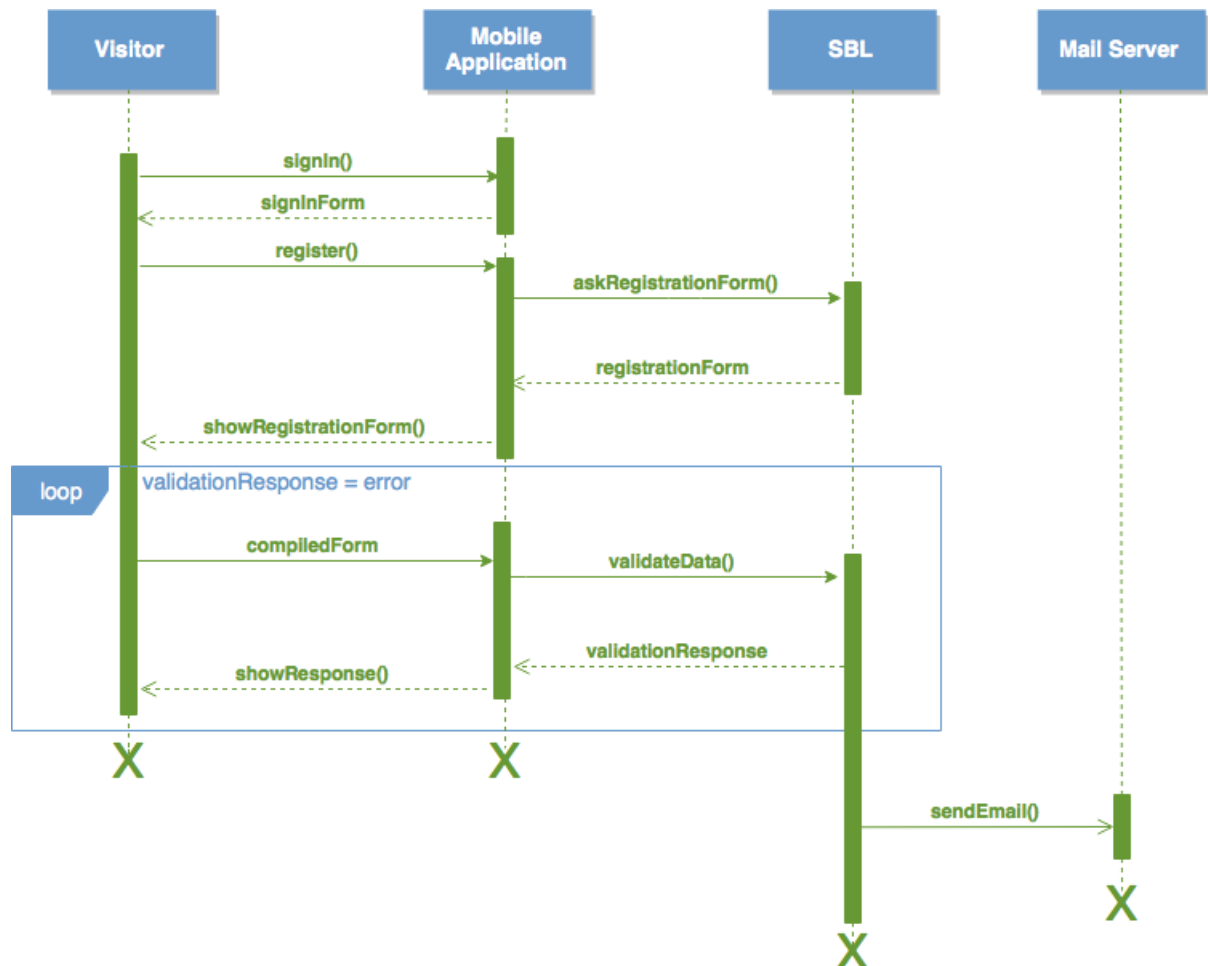 Visitor
Mobile
Application
SBL
Mail Server
signIn()
signInForm
register()
askRegistrationForm()
registrationForm
showRegistrationForm()
loop
validationResponse = error
compiledForm
validateData()
validationResponse
showResponse()
X
X
sendEmail()
X
X